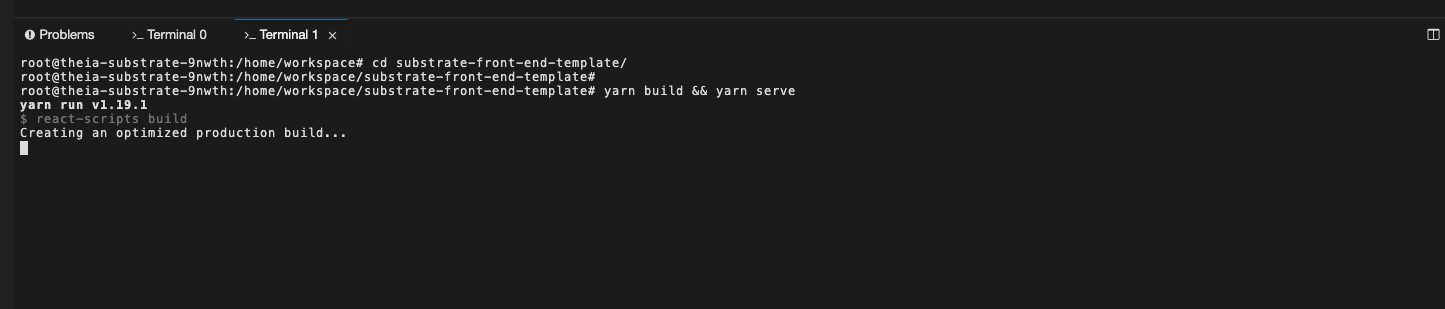 Problems
>_ Terminal 0
>_ Terminal 1 ×
root@theia-substrate-9nwth:/home/workspace# cd substrate-front-end-template/
root@theia-substrate-9nwth:/home/workspace/substrate-front-end-template#
root@theia-substrate-9nwth:/home/workspace/substrate-front-end-template# yarn build && yarn serve
yarn run v1.19.1
$ react-scripts build
Creating an optimized production build...